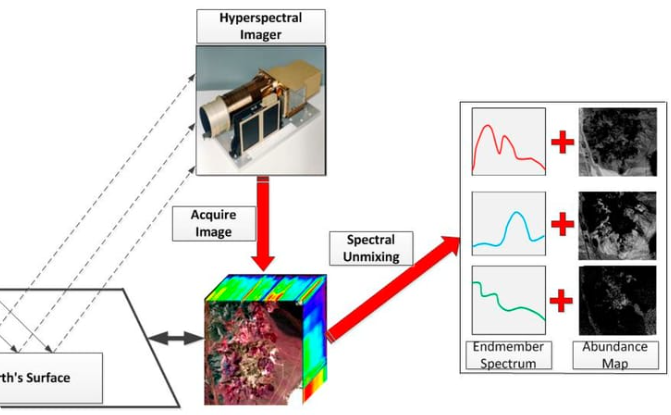 Hyperspectral
Imager
Acquire
Image
Spectral
Unmixing
rth's Surface
Endmember
Spectrum
Abundance
Map